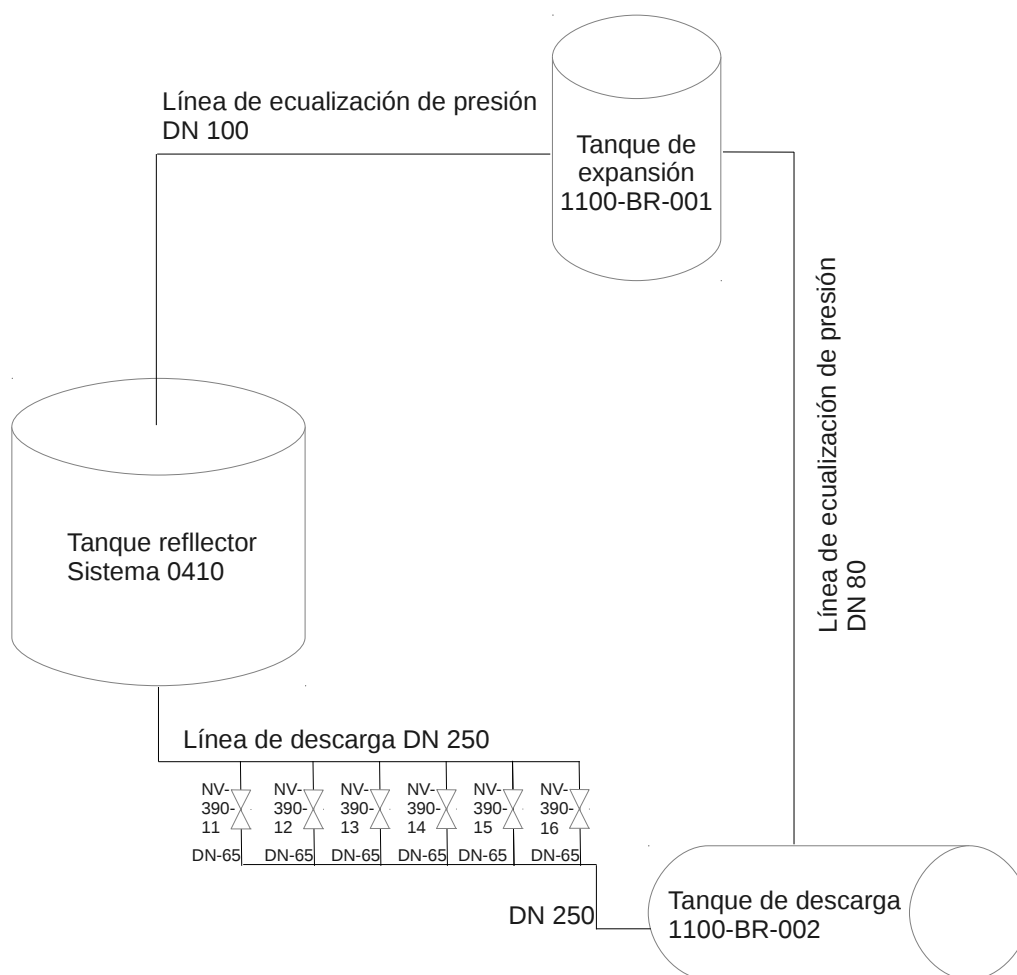 Línea de ecualización de presión
DN 100
Tanque de
expansión
1100-BR-001
Línea de ecualización de presión
DN 80
Tanque refllector
Sistema 0410
Línea de descarga DN 250
NV-
390-
11
NV-
390-
12
NV-
390-
13
NV-
390-
14
NV-
390-
15
NV-
390-
16
DN-65
DN-65
DN-65
DN-65
DN-65
DN-65
DN 250
Tanque de descarga
1100-BR-002